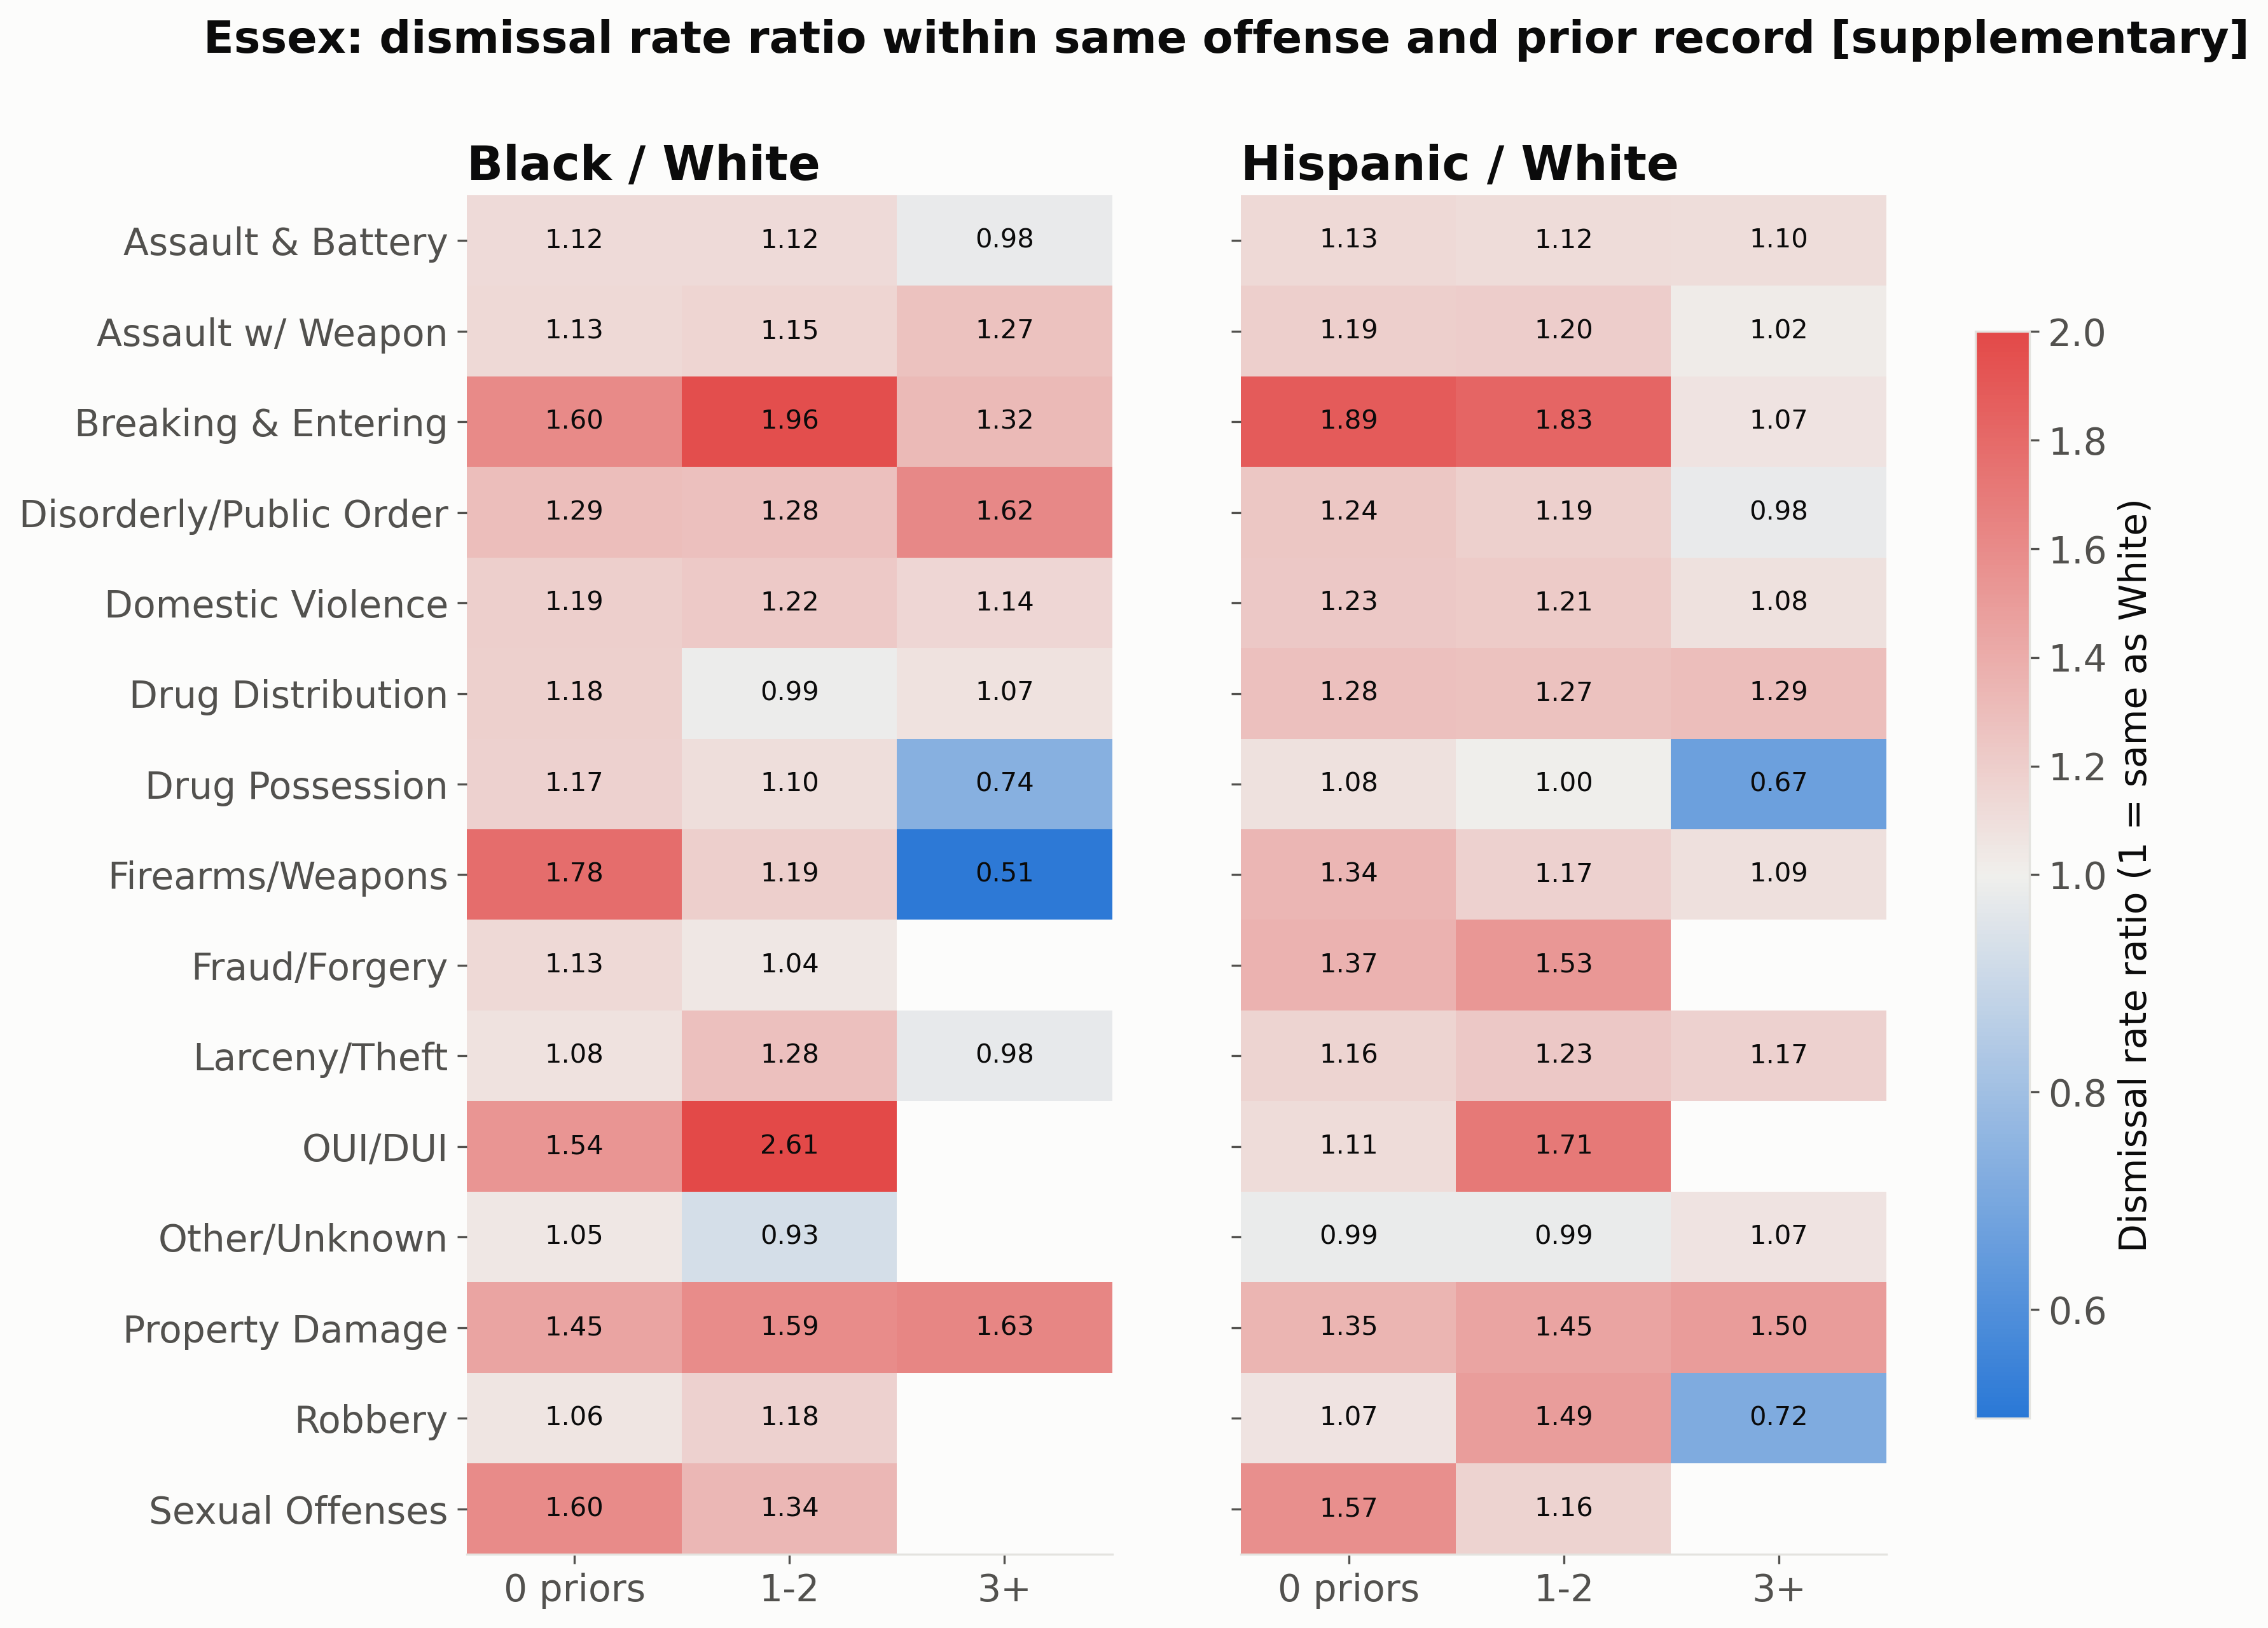 Essex: dismissal rate ratio within same offense and prior record [supplementary]
Black / White
Hispanic / White
Assault & Battery 1.12 1.12 0.98 1.13 1.12 1.10
Assault w/ Weapon 1.13 1.15 1.27 1.19 1.20 1.02
Breaking & Entering 1.60 1.96 1.32 1.89 1.83 1.07
Disorderly/Public Order 1.29 1.28 1.62 1.24 1.19 0.98
Domestic Violence 1.19 1.22 1.14 1.23 1.21 1.08
Drug Distribution 1.18 0.99 1.07 1.28 1.27 1.29
Drug Possession 1.17 1.10 0.74 1.08 1.00 0.67
Firearms/Weapons 1.78 1.19 0.51 1.34 1.17 1.09
Fraud/Forgery 1.13 1.04 1.37 1.53
Larceny/Theft 1.08 1.28 0.98 1.16 1.23 1.17
OUI/DUI 1.54 2.61 1.11 1.71
Other/Unknown 1.05 0.93 0.99 0.99 1.07
Property Damage 1.45 1.59 1.63 1.35 1.45 1.50
Robbery 1.06 1.18 1.07 1.49 0.72
Sexual Offenses 1.60 1.34 1.57 1.16
0 priors 1-2 3+
0 priors 1-2 3+
2.0
1.8
1.6
1.4
1.2
1.0
0.8
0.6
Dismissal rate ratio (1 = same as White)